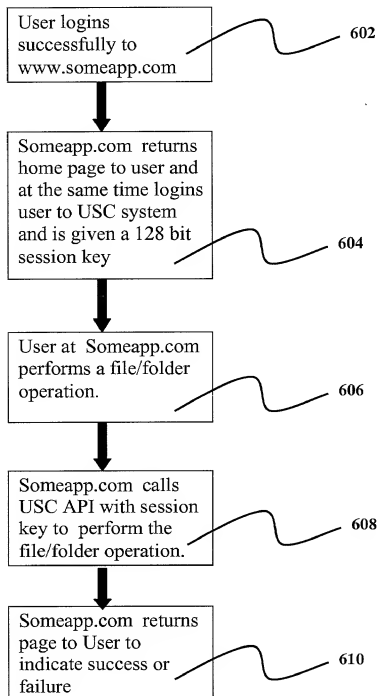 User logins
successfully to
www.someapp.com
602
Someapp.com returns
home page to user and
at the same time logins
user to USC system
and is given a 128 bit
session key
604
User at Someapp.com
performs a file/folder
operation.
606
Someapp.com calls
USC API with session
key to perform the
file/folder operation.
608
Someapp.com returns
page to User to
indicate success or
failure
610